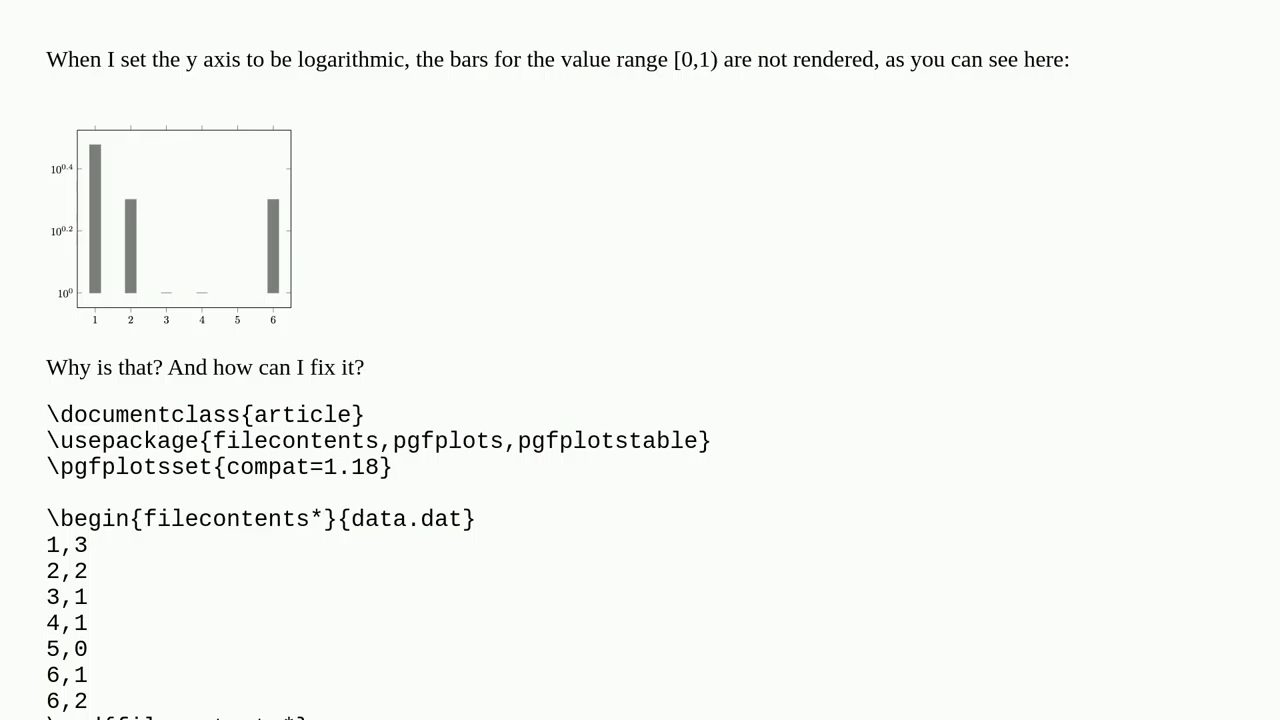 When I set the y axis to be logarithmic, the bars for the value range [0,1) are not rendered, as you can see here:
10^0.4
10^0.2
10^0
1 2 3 4 5 6
Why is that? And how can I fix it?
\documentclass{article}
\usepackage{filecontents,pgfplots,pgfplotstable}
\pgfplotsset{compat=1.18}
\begin{filecontents*}{data.dat}
1,3
2,2
3,1
4,1
5,0
6,1
6,2